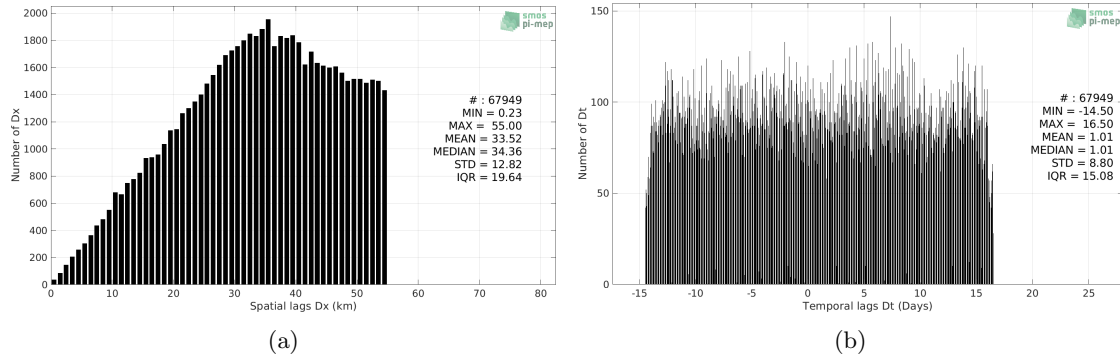 2000
1800
1600
1400
1200
1000
800
600
400
200
0
Number of Dx
0 10 20 30 40 50 60 70 80
Spatial lags Dx (km)
smos
pi-mep
# : 67949
MIN = 0.23
MAX = 55.00
MEAN = 33.52
MEDIAN = 34.36
STD = 12.82
IQR = 19.64
(a)
150
100
50
0
Number of Dt
-15 -10 -5 0 5 10 15 20 25
Temporal lags Dt (Days)
smos
pi-mep
# : 67949
MIN = -14.50
MAX = 16.50
MEAN = 1.01
MEDIAN = 1.01
STD = 8.80
IQR = 15.08
(b)